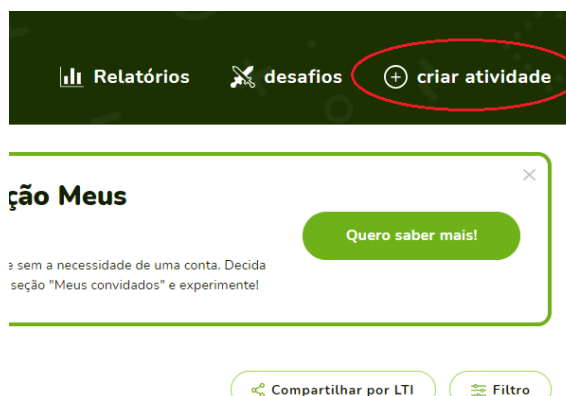 Relatórios desafios criar atividade
ção Meus
Quero saber mais!
e sem a necessidade de uma conta. Decida
seção "Meus convidados" e experimente!
Compartilhar por LTI Filtro